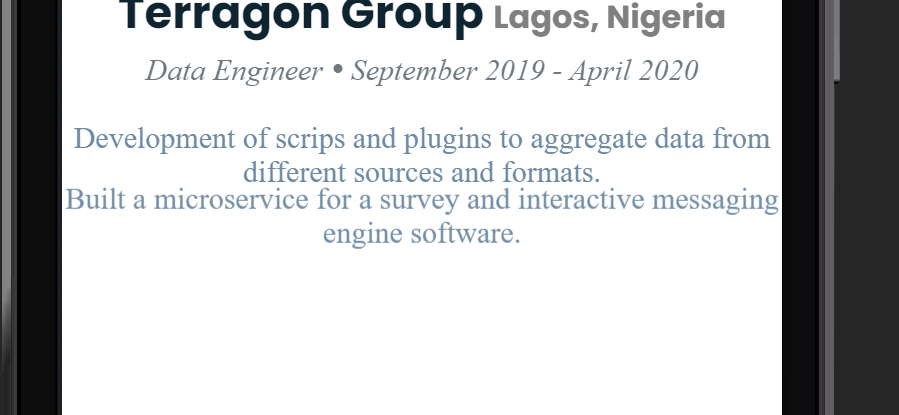 Terragon Group Lagos, Nigeria
Data Engineer • September 2019 - April 2020
Development of scrips and plugins to aggregate data from
different sources and formats.
Built a microservice for a survey and interactive messaging
engine software.